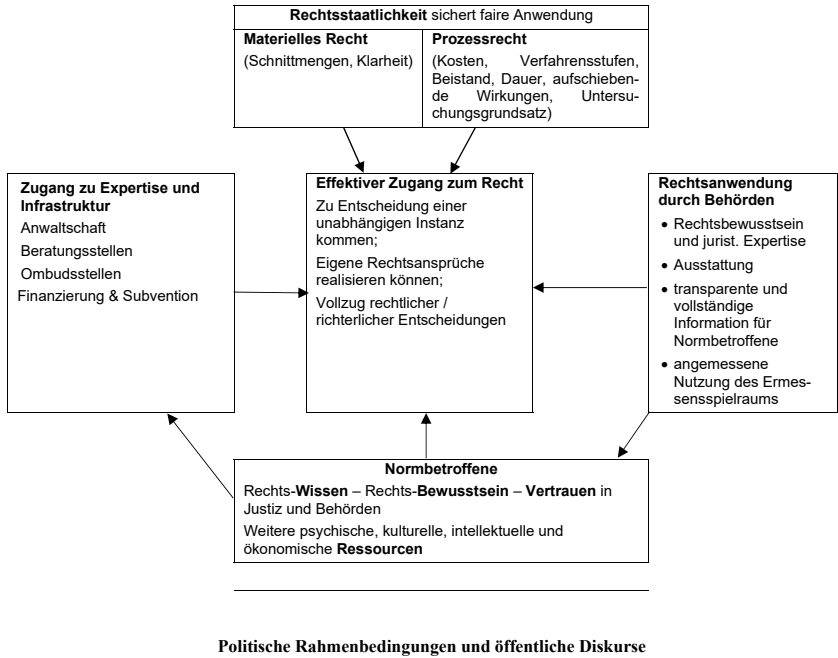 Rechtsstaatlichkeit sichert faire Anwendung
Materielles Recht
(Schnittmengen, Klarheit)
Prozessrecht
(Kosten, Verfahrensstufen,
Beistand, Dauer, aufschieben-
de Wirkungen, Untersu-
chungsgrundsatz)
Zugang zu Expertise und
Infrastruktur
Anwaltschaft
Beratungsstellen
Ombudsstellen
Finanzierung & Subvention
Effektiver Zugang zum Recht
Zu Entscheidung einer
unabhängigen Instanz
kommen;
Eigene Rechtsansprüche
realisieren können;
Vollzug rechtlicher /
richterlicher Entscheidungen
Rechtsanwendung
durch Behörden
• Rechtsbewusstsein
und jurist. Expertise
• Ausstattung
• transparente und
vollständige
Information für
Normbetroffene
• angemessene
Nutzung des Ermes-
sensspielraums
Normbetroffene
Rechts-Wissen – Rechts-Bewusstsein – Vertrauen in
Justiz und Behörden
Weitere psychische, kulturelle, intellektuelle und
ökonomische Ressourcen
Politische Rahmenbedingungen und öffentliche Diskurse